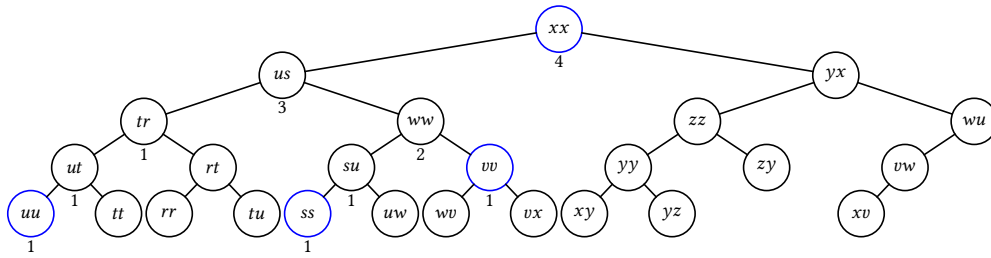 xx
4
us yx
3
tr ww zz wu
1 2
ut rt su vv yy zy vw
1 1 1
uu tt rr tu ss uw wv vx xy yz xv
1 1